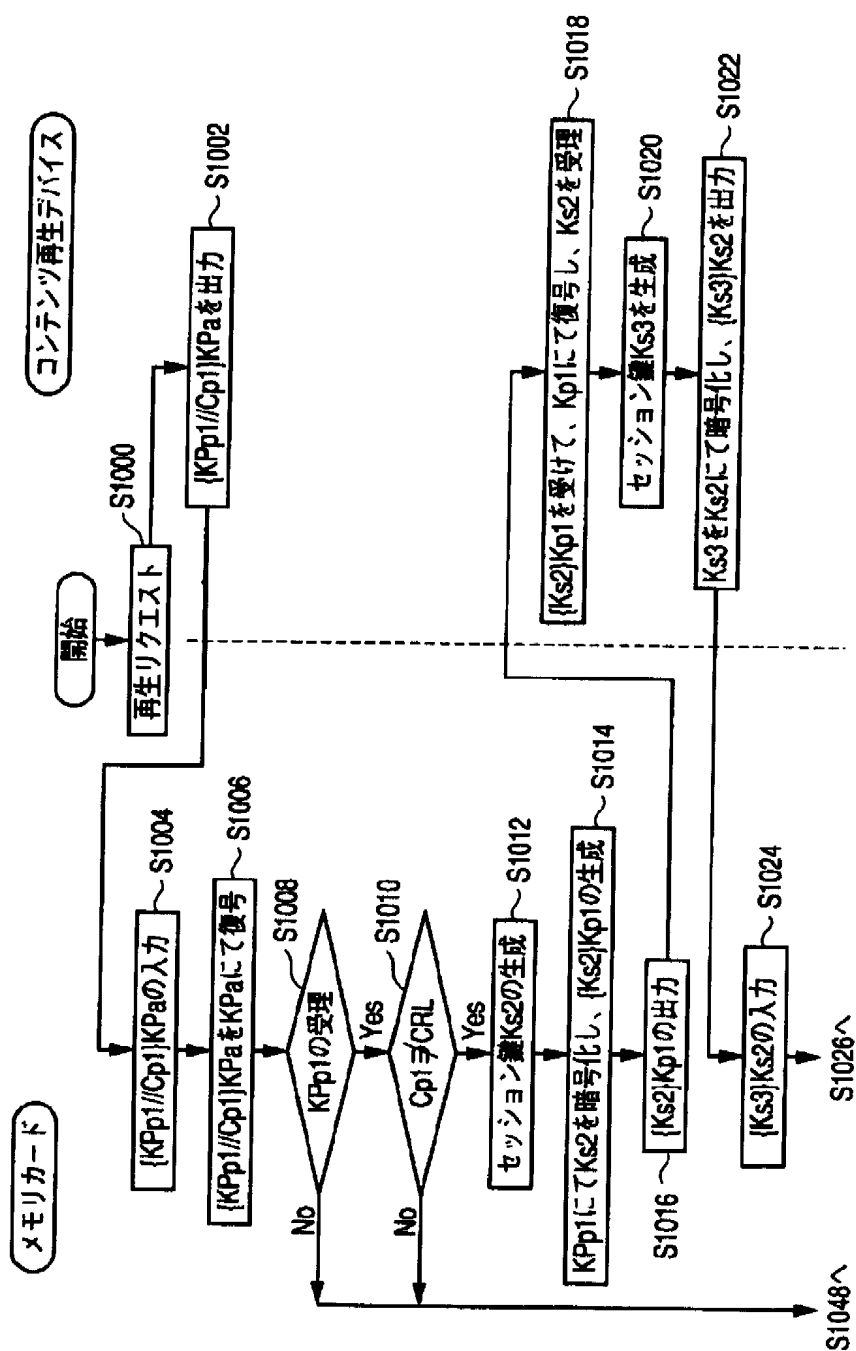 開始
コンテンツ再生デバイス
メモリカード
再生リクエスト
S1000
{KPp1//Cp1}KPaを出力
S1002
{KPp1//Cp1}KPaの入力
S1004
{KPp1//Cp1}KPaをKPaにて復号
S1006
KPp1の受理
S1008
Yes
No
Cp1∌CRL
S1010
Yes
No
セッション鍵Ks2の生成
S1012
KPp1にてKs2を暗号化し、{Ks2}Kp1の生成
S1014
{Ks2}Kp1の出力
S1016
{Ks2}Kp1を受けて、Kp1にて復号し、Ks2を受理
S1018
セッション鍵Ks3を生成
S1020
Ks3をKs2にて暗号化し、{Ks3}Ks2を出力
S1022
{Ks3}Ks2の入力
S1024
S1026へ
S1048へ